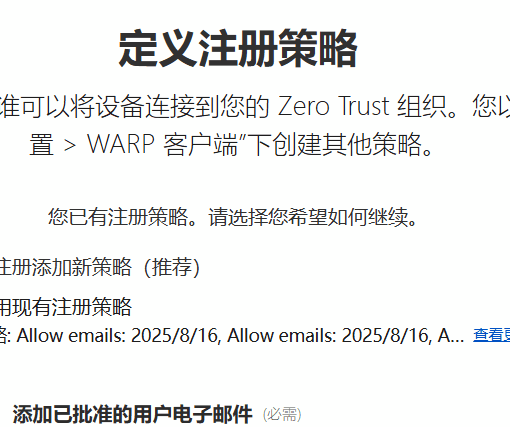 定义注册策略
准可以将设备连接到您的 Zero Trust 组织。您以
置 > WARP 客户端”下创建其他策略。
您已有注册策略。请选择您希望如何继续。
注册添加新策略（推荐）
用现有注册策略
略: Allow emails: 2025/8/16, Allow emails: 2025/8/16, A... 查看更
添加已批准的用户电子邮件 (必需)